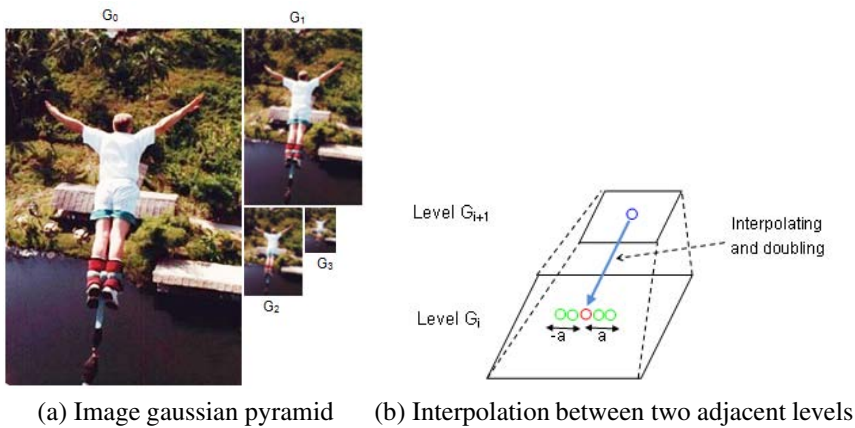 G₀
G₁
G₂
G₃
Level Gᵢ₊₁
Interpolating
and doubling
Level Gᵢ
-a
a
(a) Image gaussian pyramid
(b) Interpolation between two adjacent levels